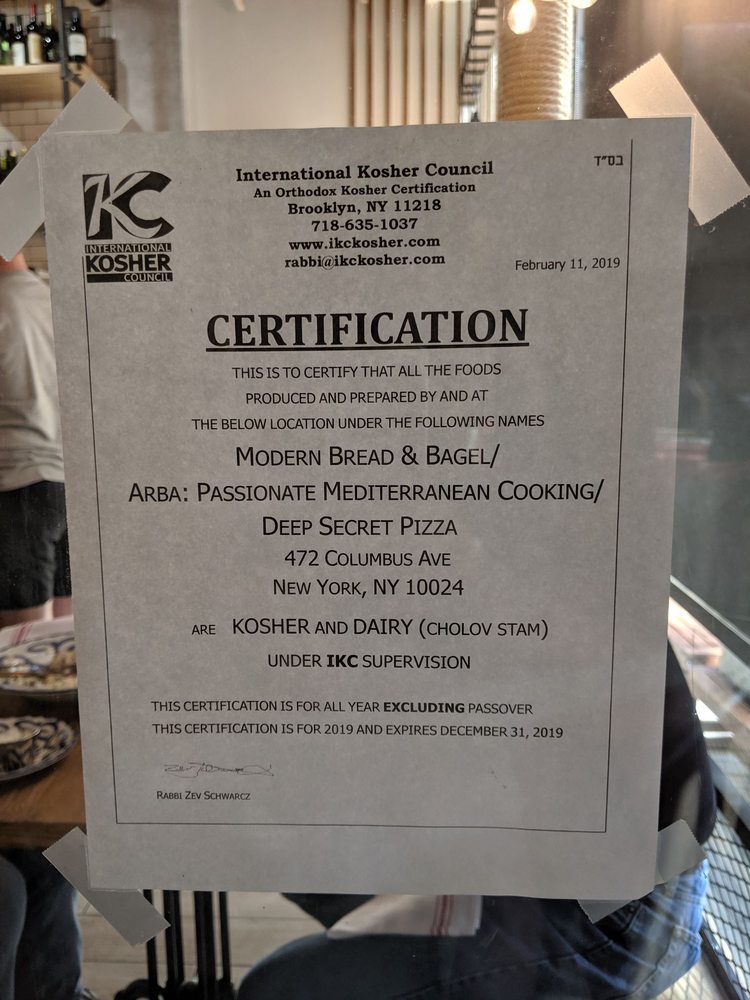 בס״ד
IKC
INTERNATIONAL
KOSHER
COUNCIL
International Kosher Council
An Orthodox Kosher Certification
Brooklyn, NY 11218
718-635-1037
www.ikckosher.com
rabbi@ikckosher.com
February 11, 2019
CERTIFICATION
THIS IS TO CERTIFY THAT ALL THE FOODS
PRODUCED AND PREPARED BY AND AT
THE BELOW LOCATION UNDER THE FOLLOWING NAMES
MODERN BREAD & BAGEL/
ARBA: PASSIONATE MEDITERRANEAN COOKING/
DEEP SECRET PIZZA
472 COLUMBUS AVE
NEW YORK, NY 10024
ARE KOSHER AND DAIRY (CHOLOV STAM)
UNDER IKC SUPERVISION
THIS CERTIFICATION IS FOR ALL YEAR EXCLUDING PASSOVER
THIS CERTIFICATION IS FOR 2019 AND EXPIRES DECEMBER 31, 2019
RABBI ZEV SCHWARCZ